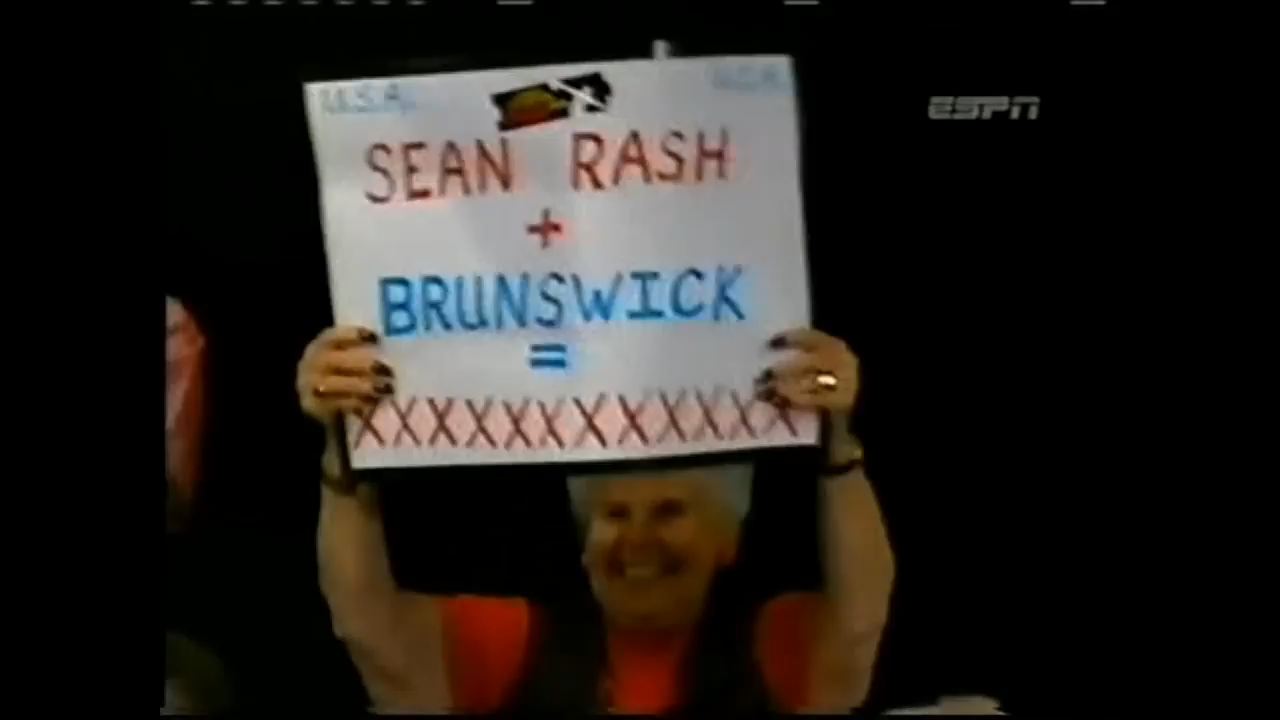 U.S.A. U.S.A.
ESPN
SEAN RASH
+
BRUNSWICK
=
XXXXXXXXXXXX